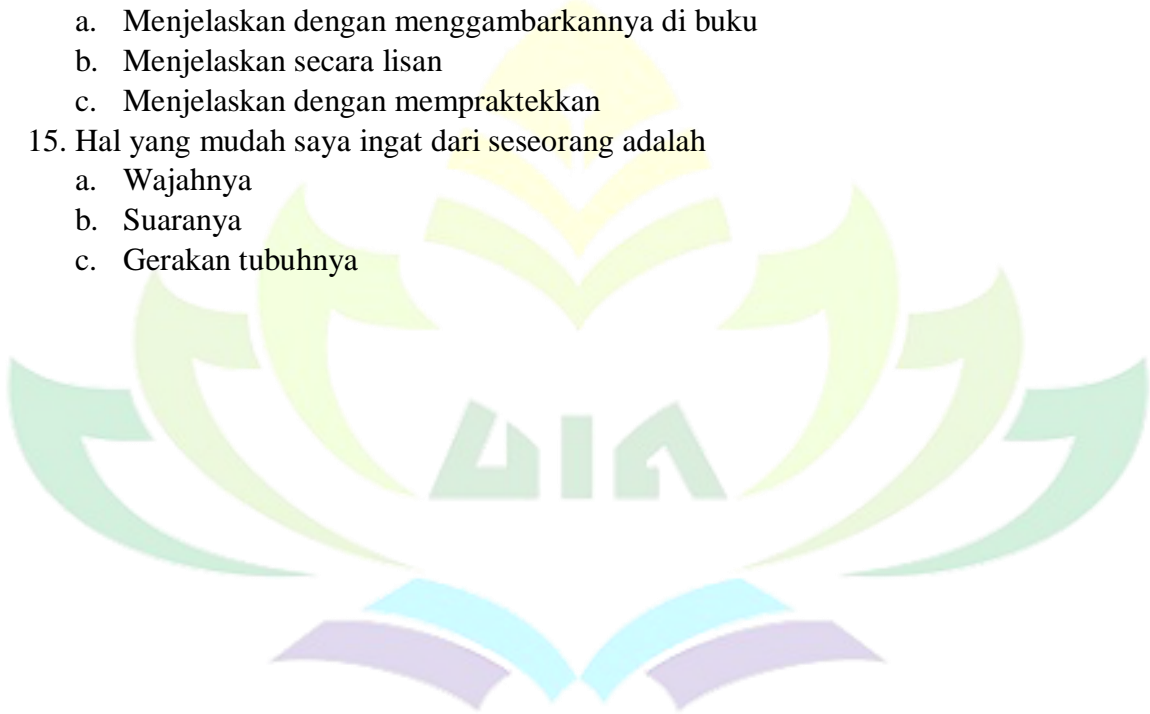 a. Menjelaskan dengan menggambarkannya di buku
b. Menjelaskan secara lisan
c. Menjelaskan dengan mempraktekkan
15. Hal yang mudah saya ingat dari seseorang adalah
a. Wajahnya
b. Suaranya
c. Gerakan tubuhnya
UIN